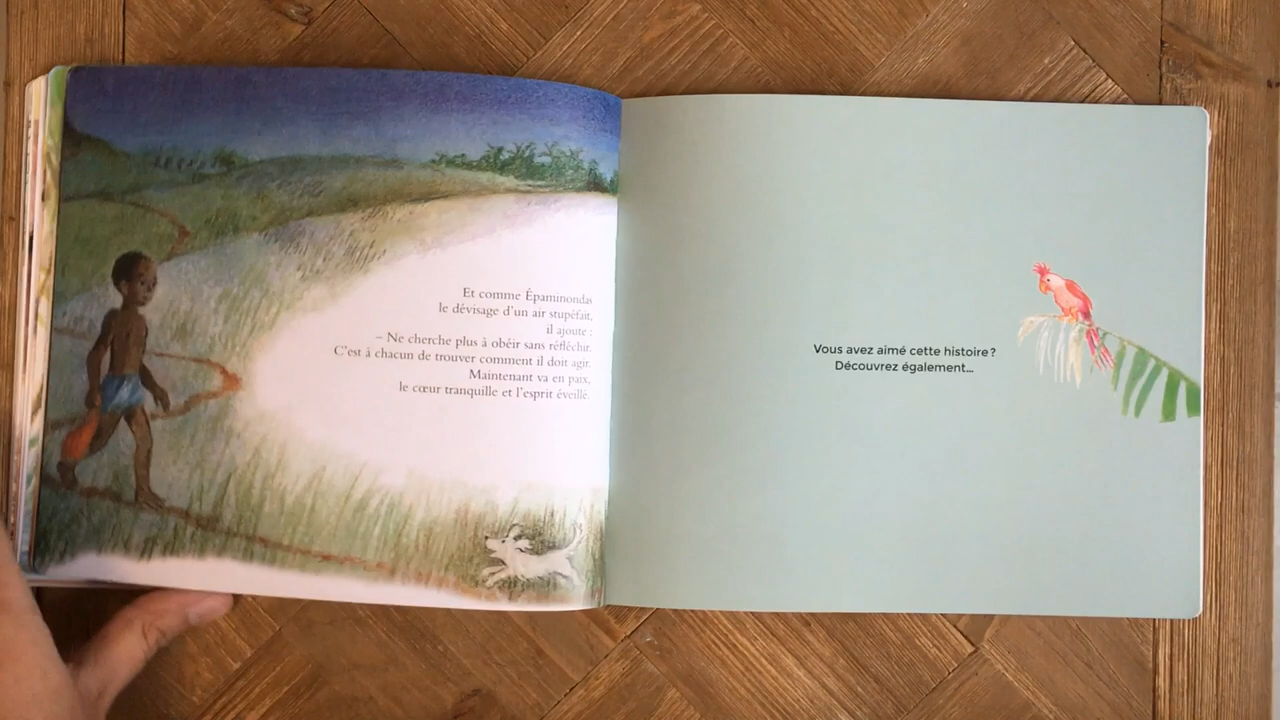 Et comme Épaminondas
le dévisage d'un air stupéfait,
il ajoute :
– Ne cherche plus à obéir sans réfléchir.
C'est à chacun de trouver comment il doit agir.
Maintenant va en paix,
le cœur tranquille et l'esprit éveillé.
Vous avez aimé cette histoire ?
Découvrez également...